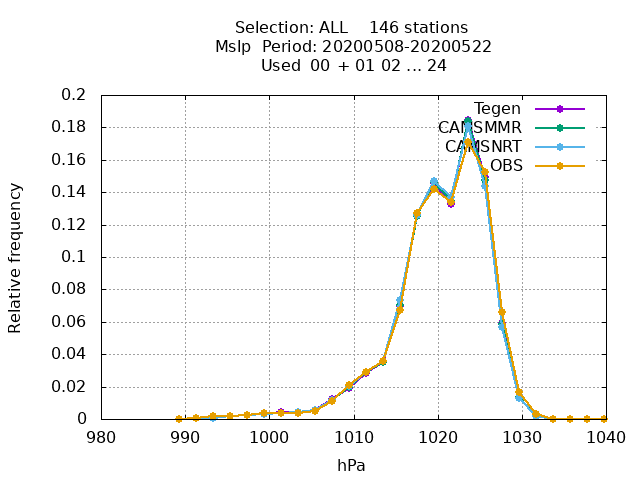 Selection: ALL    146 stations
Mslp  Period: 20200508-20200522
Used  00 + 01 02 ... 24
0.2
0.18
0.16
0.14
0.12
0.1
0.08
0.06
0.04
0.02
0
Relative frequency
Tegen
CAMSMMR
CAMSNRT
OBS
980
990
1000
1010
1020
1030
1040
hPa